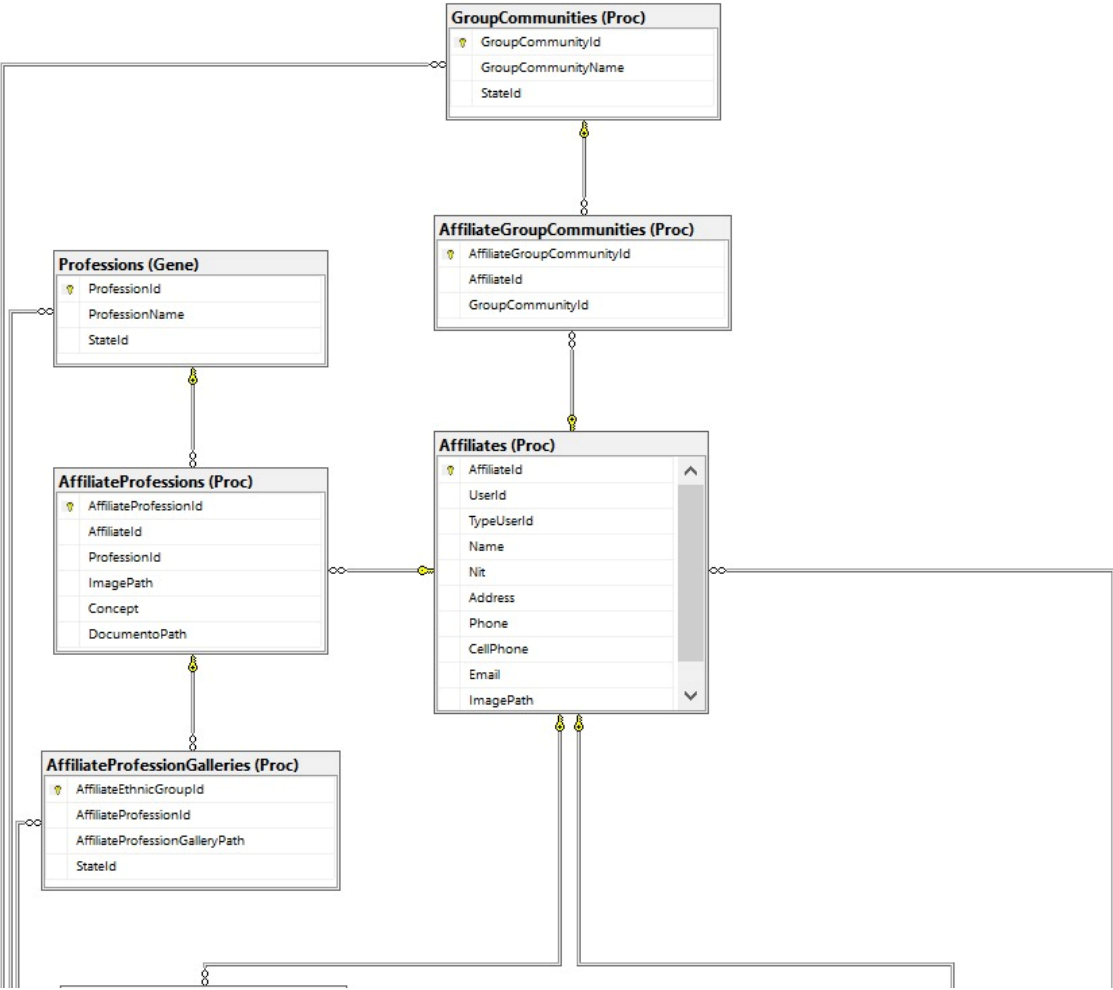 GroupCommunities (Proc)
GroupCommunityId
GroupCommunityName
StateId
AffiliateGroupCommunities (Proc)
AffiliateGroupCommunityId
AffiliateId
GroupCommunityId
Professions (Gene)
ProfessionId
ProfessionName
StateId
Affiliates (Proc)
AffiliateId
UserId
TypeUserId
Name
Nit
Address
Phone
CellPhone
Email
ImagePath
AffiliateProfessions (Proc)
AffiliateProfessionId
AffiliateId
ProfessionId
ImagePath
Concept
DocumentoPath
AffiliateProfessionGalleries (Proc)
AffiliateEthnicGroupId
AffiliateProfessionId
AffiliateProfessionGalleryPath
StateId